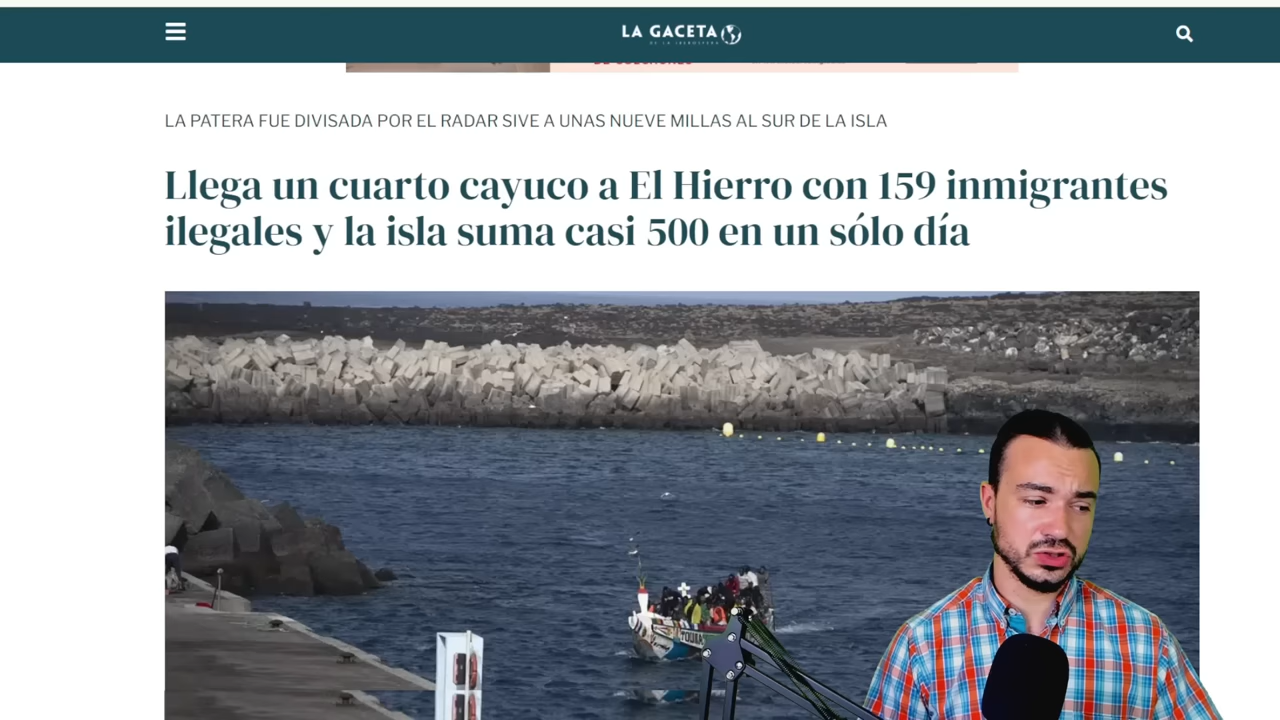 LA GACETA
LA PATERA FUE DIVISADA POR EL RADAR SIVE A UNAS NUEVE MILLAS AL SUR DE LA ISLA
Llega un cuarto cayuco a El Hierro con 159 inmigrantes
ilegales y la isla suma casi 500 en un sólo día